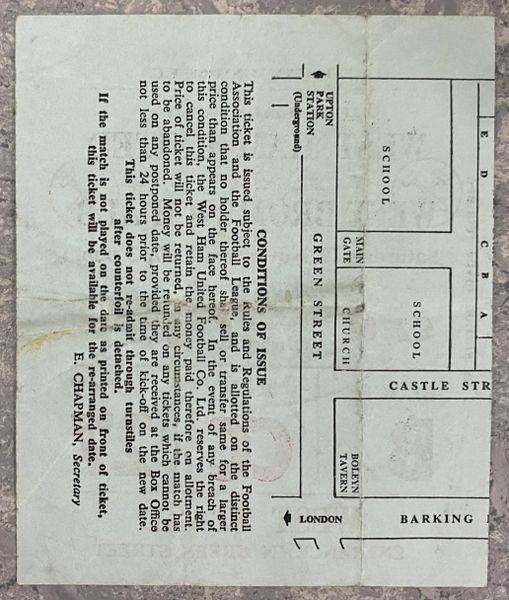 E D C B A
CASTLE STR
BARKING
SCHOOL
SCHOOL
MAIN
GATE
CHURCH
BOLEYN
TAVERN
UPTON
PARK
STATION
(Underground)
GREEN STREET
LONDON
CONDITIONS OF ISSUE
This ticket is issued subject to the Rules and Regulations of the Football
Association and the Football League, and is allotted on the distinct
condition that no holder thereof shall sell or transfer same for a larger
price than appears on the face hereof. In the event of any breach of
this condition, the West Ham United Football Co. Ltd. reserves the right
to cancel this ticket and retain the money paid therefore on allotment.
Price of ticket will not be returned, in any circumstances, if the match has
to be abandoned. Money will be refunded on any tickets which cannot be
used on any postponed date, provided they are received at the Box Office
not less than 24 hours prior to the time of kick-off on the new date.
This ticket does not re-admit through turnstiles
after counterfoil is detached.
If the match is not played on the date as printed on front of ticket,
this ticket will be available for the re-arranged date.
E. CHAPMAN, Secretary